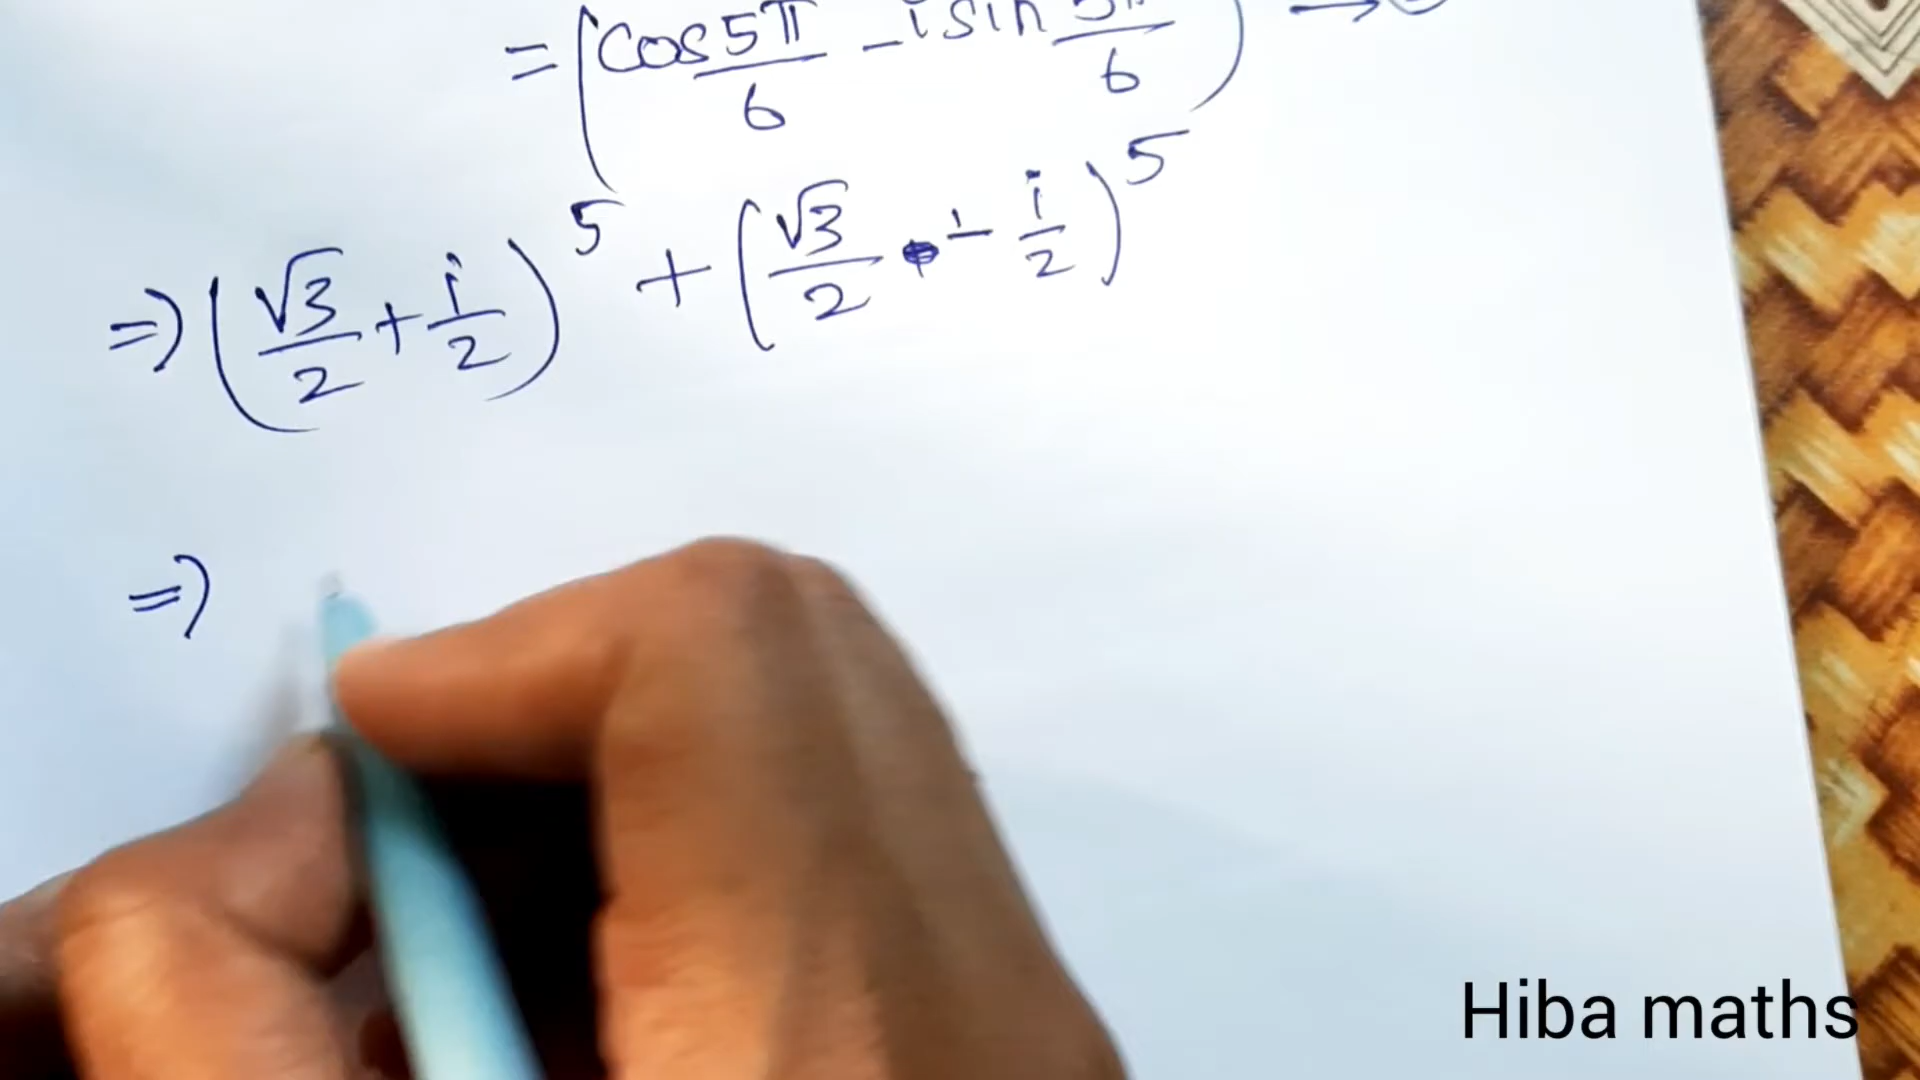 = (cos 5π/6 - i sin 5π/6) →
⇒ (√3/2 + i/2)^5 + (√3/2 - i/2)^5
⇒
Hiba maths